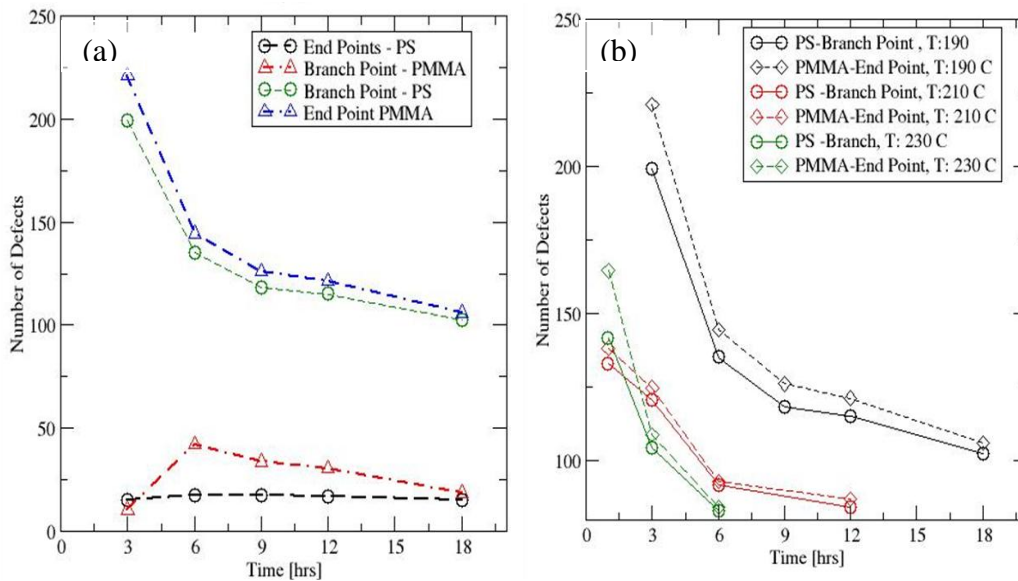 (a)
End Points - PS
Branch Point - PMMA
Branch Point - PS
End Point PMMA
250
200
150
100
50
0
0 3 6 9 12 15 18
Time [hrs]
Number of Defects
(b)
PS-Branch Point , T:190
PMMA-End Point, T:190 C
PS -Branch Point, T:210 C
PMMA-End Point, T: 210 C
PS -Branch, T: 230 C
PMMA-End Point, T: 230 C
250
200
150
100
0 3 6 9 12 15 18
Time [hrs]
Number of Defects